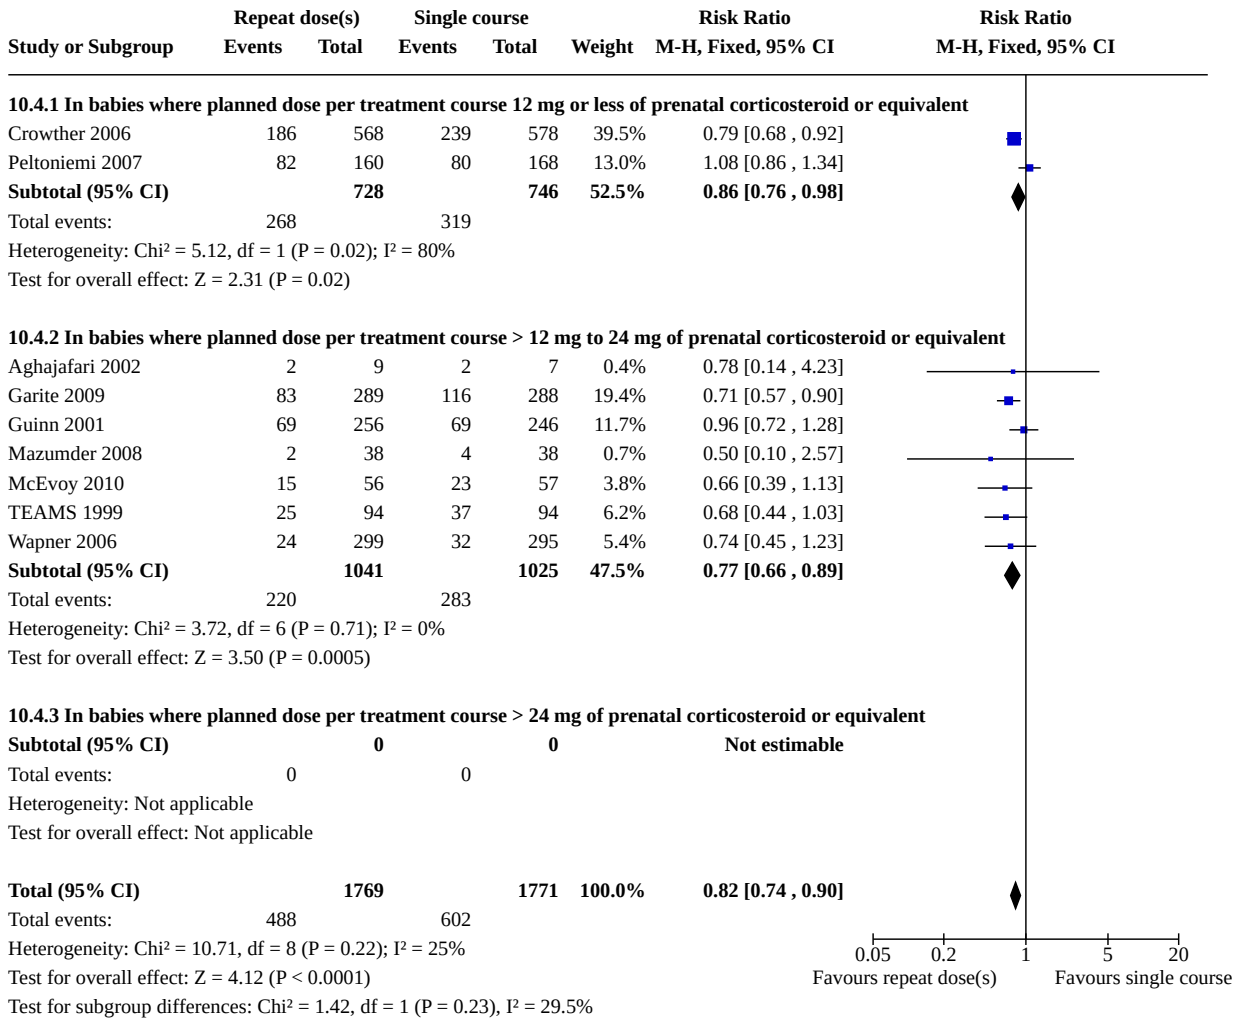 Repeat dose(s) Single course Risk Ratio Risk Ratio
Study or Subgroup Events Total Events Total Weight M-H, Fixed, 95% CI M-H, Fixed, 95% CI
10.4.1 In babies where planned dose per treatment course 12 mg or less of prenatal corticosteroid or equivalent
Crowther 2006 186 568 239 578 39.5% 0.79 [0.68 , 0.92]
Peltoniemi 2007 82 160 80 168 13.0% 1.08 [0.86 , 1.34]
Subtotal (95% CI) 728 746 52.5% 0.86 [0.76 , 0.98]
Total events: 268 319
Heterogeneity: Chi² = 5.12, df = 1 (P = 0.02); I² = 80%
Test for overall effect: Z = 2.31 (P = 0.02)
10.4.2 In babies where planned dose per treatment course > 12 mg to 24 mg of prenatal corticosteroid or equivalent
Aghajafari 2002 2 9 2 7 0.4% 0.78 [0.14 , 4.23]
Garite 2009 83 289 116 288 19.4% 0.71 [0.57 , 0.90]
Guinn 2001 69 256 69 246 11.7% 0.96 [0.72 , 1.28]
Mazumder 2008 2 38 4 38 0.7% 0.50 [0.10 , 2.57]
McEvoy 2010 15 56 23 57 3.8% 0.66 [0.39 , 1.13]
TEAMS 1999 25 94 37 94 6.2% 0.68 [0.44 , 1.03]
Wapner 2006 24 299 32 295 5.4% 0.74 [0.45 , 1.23]
Subtotal (95% CI) 1041 1025 47.5% 0.77 [0.66 , 0.89]
Total events: 220 283
Heterogeneity: Chi² = 3.72, df = 6 (P = 0.71); I² = 0%
Test for overall effect: Z = 3.50 (P = 0.0005)
10.4.3 In babies where planned dose per treatment course > 24 mg of prenatal corticosteroid or equivalent
Subtotal (95% CI) 0 0 Not estimable
Total events: 0 0
Heterogeneity: Not applicable
Test for overall effect: Not applicable
Total (95% CI) 1769 1771 100.0% 0.82 [0.74 , 0.90]
Total events: 488 602
Heterogeneity: Chi² = 10.71, df = 8 (P = 0.22); I² = 25%
0.05 0.2 1 5 20
Test for overall effect: Z = 4.12 (P < 0.0001) Favours repeat dose(s) Favours single course
Test for subgroup differences: Chi² = 1.42, df = 1 (P = 0.23), I² = 29.5%